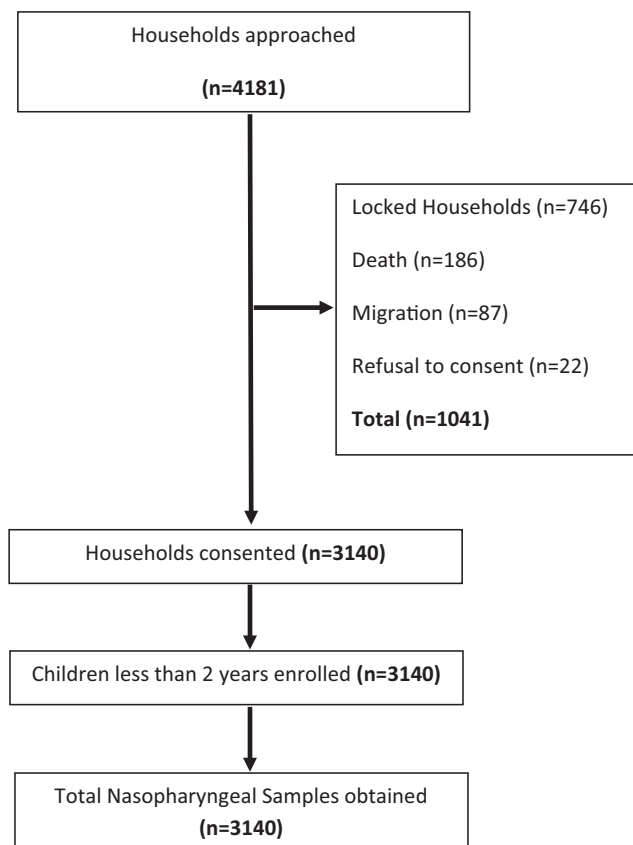 Households approached
(n=4181)
Locked Households (n=746)
Death (n=186)
Migration (n=87)
Refusal to consent (n=22)
Total (n=1041)
Households consented (n=3140)
Children less than 2 years enrolled (n=3140)
Total Nasopharyngeal Samples obtained
(n=3140)